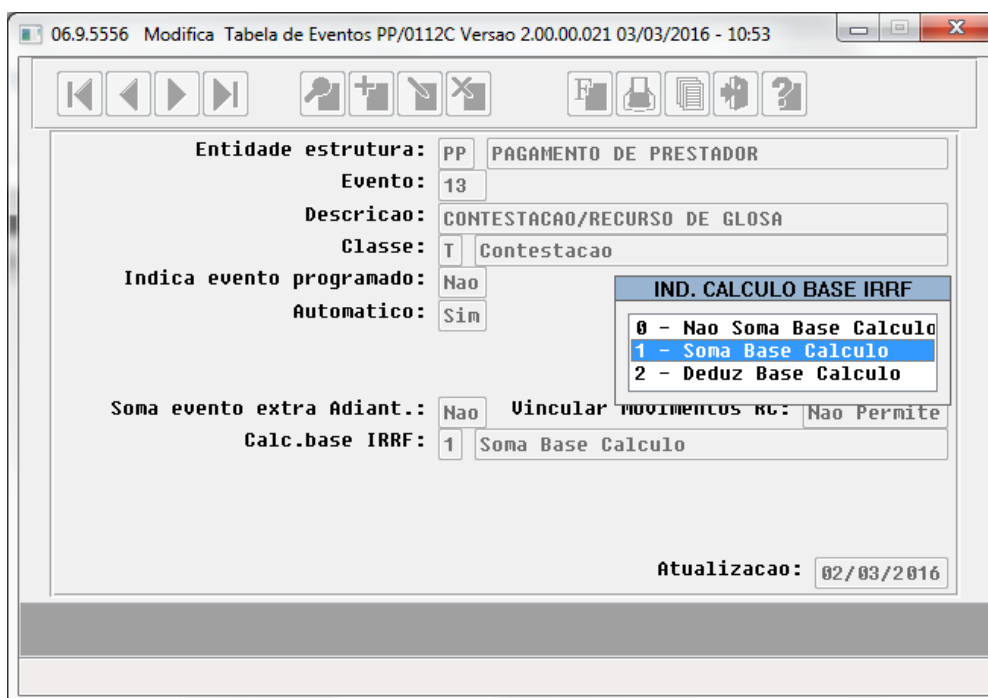 06.9.5556 Modifica Tabela de Eventos PP/0112C Versao 2.00.00.021 03/03/2016 - 10:53
Entidade estrutura: PP PAGAMENTO DE PRESTADOR
Evento: 13
Descricao: CONTESTACAO/RECURSO DE GLOSA
Classe: T Contestacao
Indica evento programado: Nao
Automatico: Sim
IND. CALCULO BASE IRRF
0 - Nao Soma Base Calculo
1 - Soma Base Calculo
2 - Deduz Base Calculo
Soma evento extra Adiant.: Nao Vincular Movimentos RC: Nao Permite
Calc.base IRRF: 1 Soma Base Calculo
Atualizacao: 02/03/2016